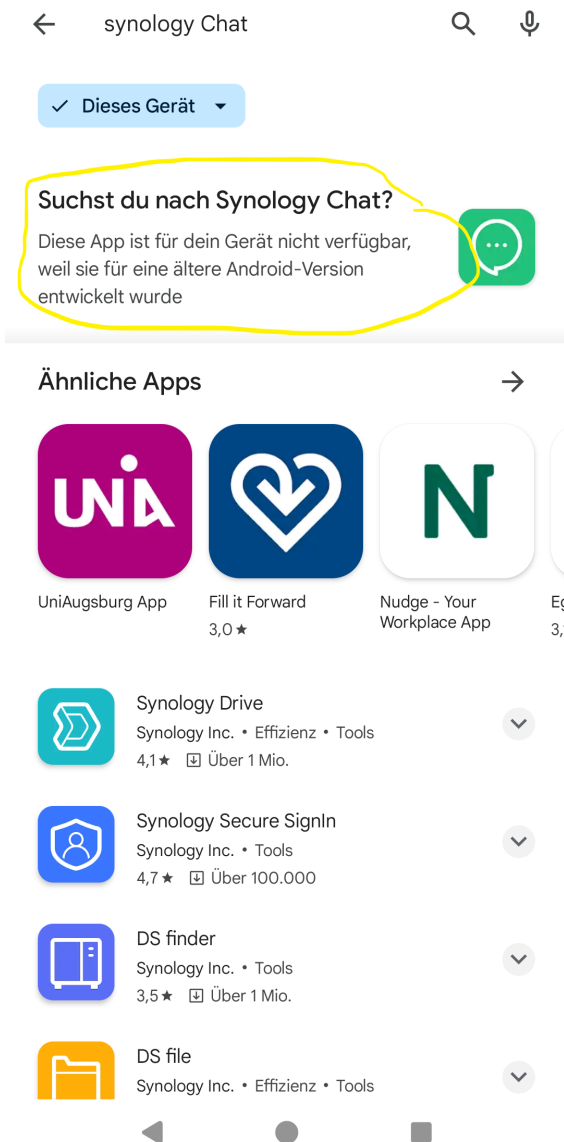 synology Chat
Dieses Gerät
Suchst du nach Synology Chat?
Diese App ist für dein Gerät nicht verfügbar,
weil sie für eine ältere Android-Version
entwickelt wurde
Ähnliche Apps
UNIA
N
UniAugsburg App
Fill it Forward
3,0 ★
Nudge - Your
Workplace App
Synology Drive
Synology Inc. • Effizienz • Tools
4,1 ★ Über 1 Mio.
Synology Secure SignIn
Synology Inc. • Tools
4,7 ★ Über 100.000
DS finder
Synology Inc. • Tools
3,5 ★ Über 1 Mio.
DS file
Synology Inc. • Effizienz • Tools